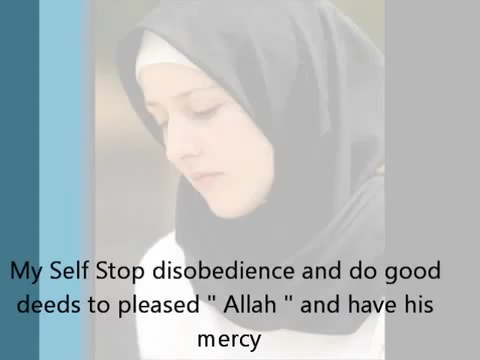 My Self Stop disobedience and do good
deeds to pleased " Allah " and have his
mercy